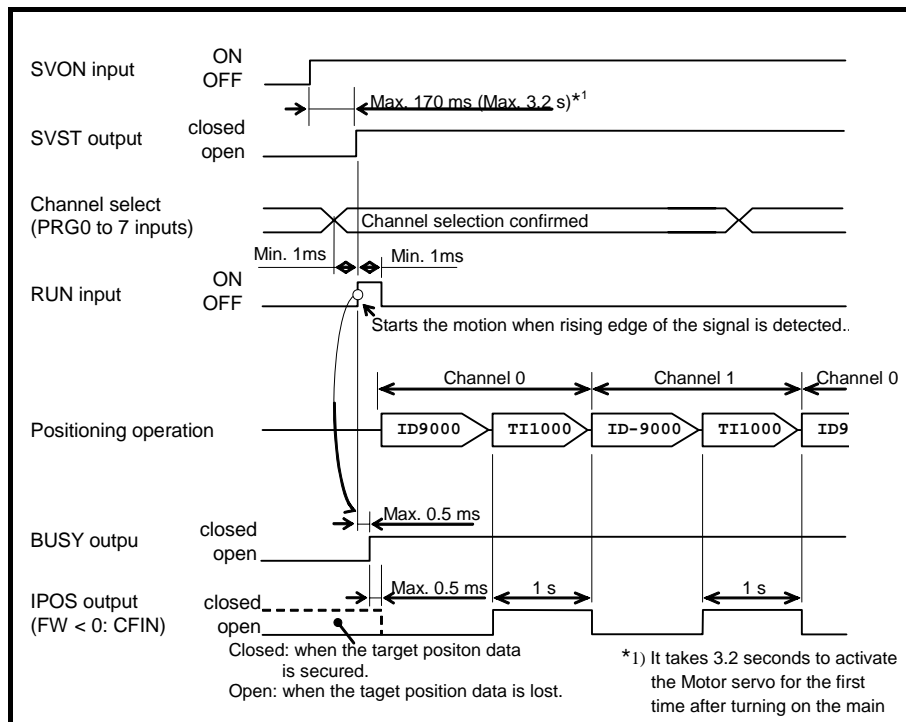 SVON input
ON
OFF
Max. 170 ms (Max. 3.2 s)*1
SVST output
closed
open
Channel select
(PRG0 to 7 inputs)
Channel selection confirmed
Min. 1ms
Min. 1ms
RUN input
ON
OFF
Starts the motion when rising edge of the signal is detected..
Channel 0
Channel 1
Channel 0
Positioning operation
ID9000
TI1000
ID-9000
TI1000
ID9
Max. 0.5 ms
BUSY outpu
closed
open
IPOS output
(FW < 0: CFIN)
closed
open
Max. 0.5 ms
1 s
1 s
Closed: when the target positon data
is secured.
Open: when the taget position data is lost.
*1) It takes 3.2 seconds to activate
the Motor servo for the first
time after turning on the main